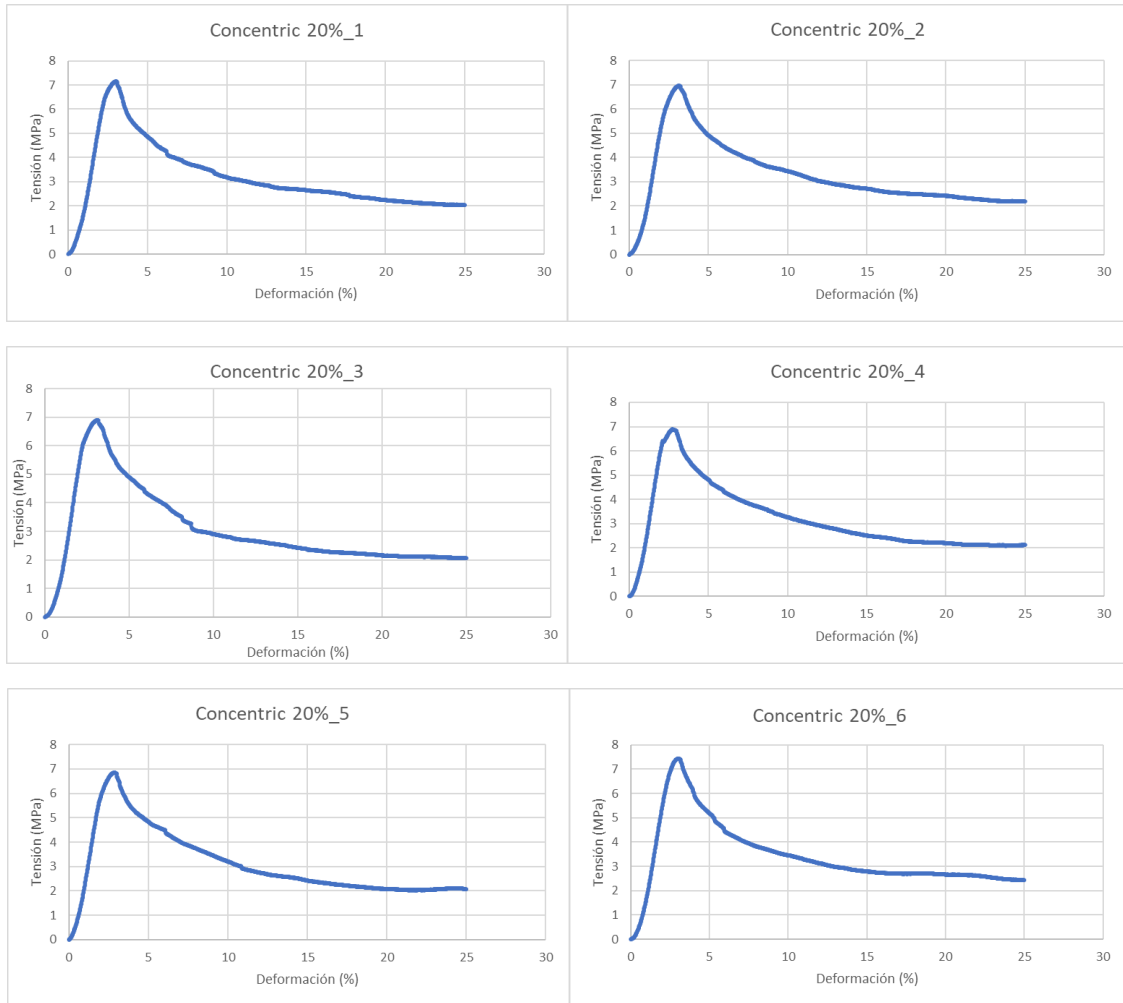 Concentric 20%_1
Tensión (MPa)
8
7
6
5
4
3
2
1
0
0 5 10 15 20 25 30
Deformación (%)
Concentric 20%_2
Tensión (MPa)
8
7
6
5
4
3
2
1
0
0 5 10 15 20 25 30
Deformación (%)
Concentric 20%_3
Tensión (MPa)
8
7
6
5
4
3
2
1
0
0 5 10 15 20 25 30
Deformación (%)
Concentric 20%_4
Tensión (MPa)
8
7
6
5
4
3
2
1
0
0 5 10 15 20 25 30
Deformación (%)
Concentric 20%_5
Tensión (MPa)
8
7
6
5
4
3
2
1
0
0 5 10 15 20 25 30
Deformación (%)
Concentric 20%_6
Tensión (MPa)
8
7
6
5
4
3
2
1
0
0 5 10 15 20 25 30
Deformación (%)